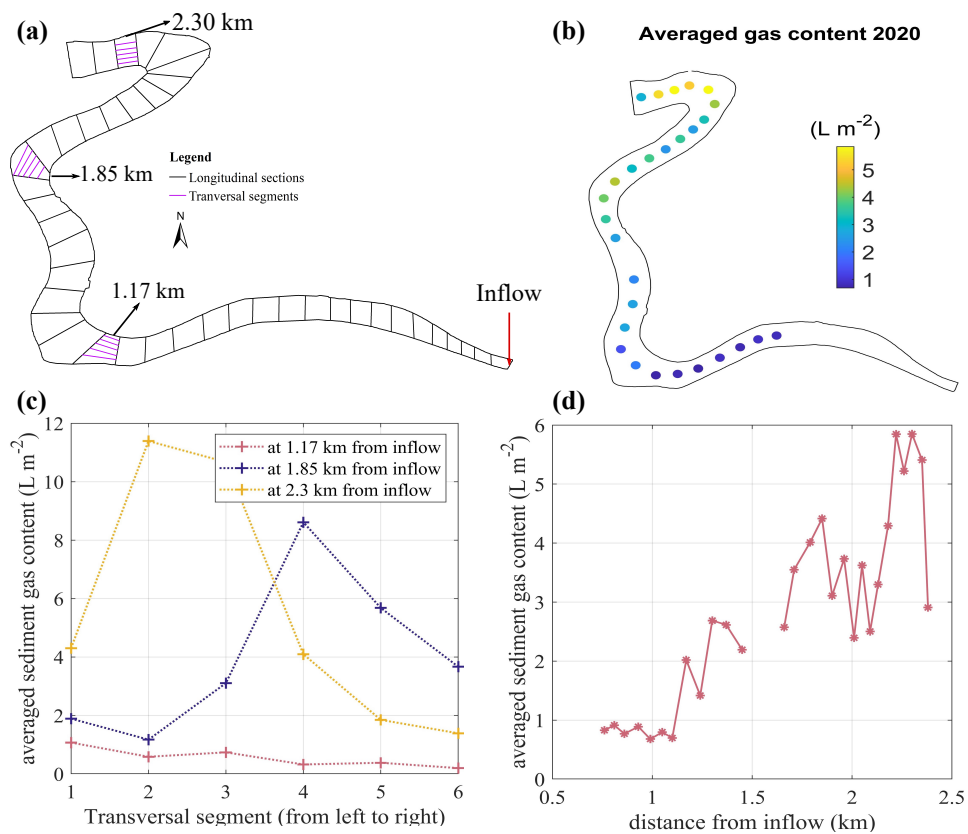 (a)
2.30 km
Legend
Longitudinal sections
Tranversal segments
N
1.85 km
1.17 km
Inflow
(b)
Averaged gas content 2020
(L m-2)
5
4
3
2
1
(c)
averaged sediment gas content (L m-2)
12
10
8
6
4
2
0
at 1.17 km from inflow
at 1.85 km from inflow
at 2.3 km from inflow
1 2 3 4 5 6
Transversal segment (from left to right)
(d)
averaged sediment gas content (L m-2)
6
5
4
3
2
1
0
0.5 1 1.5 2 2.5
distance from inflow (km)